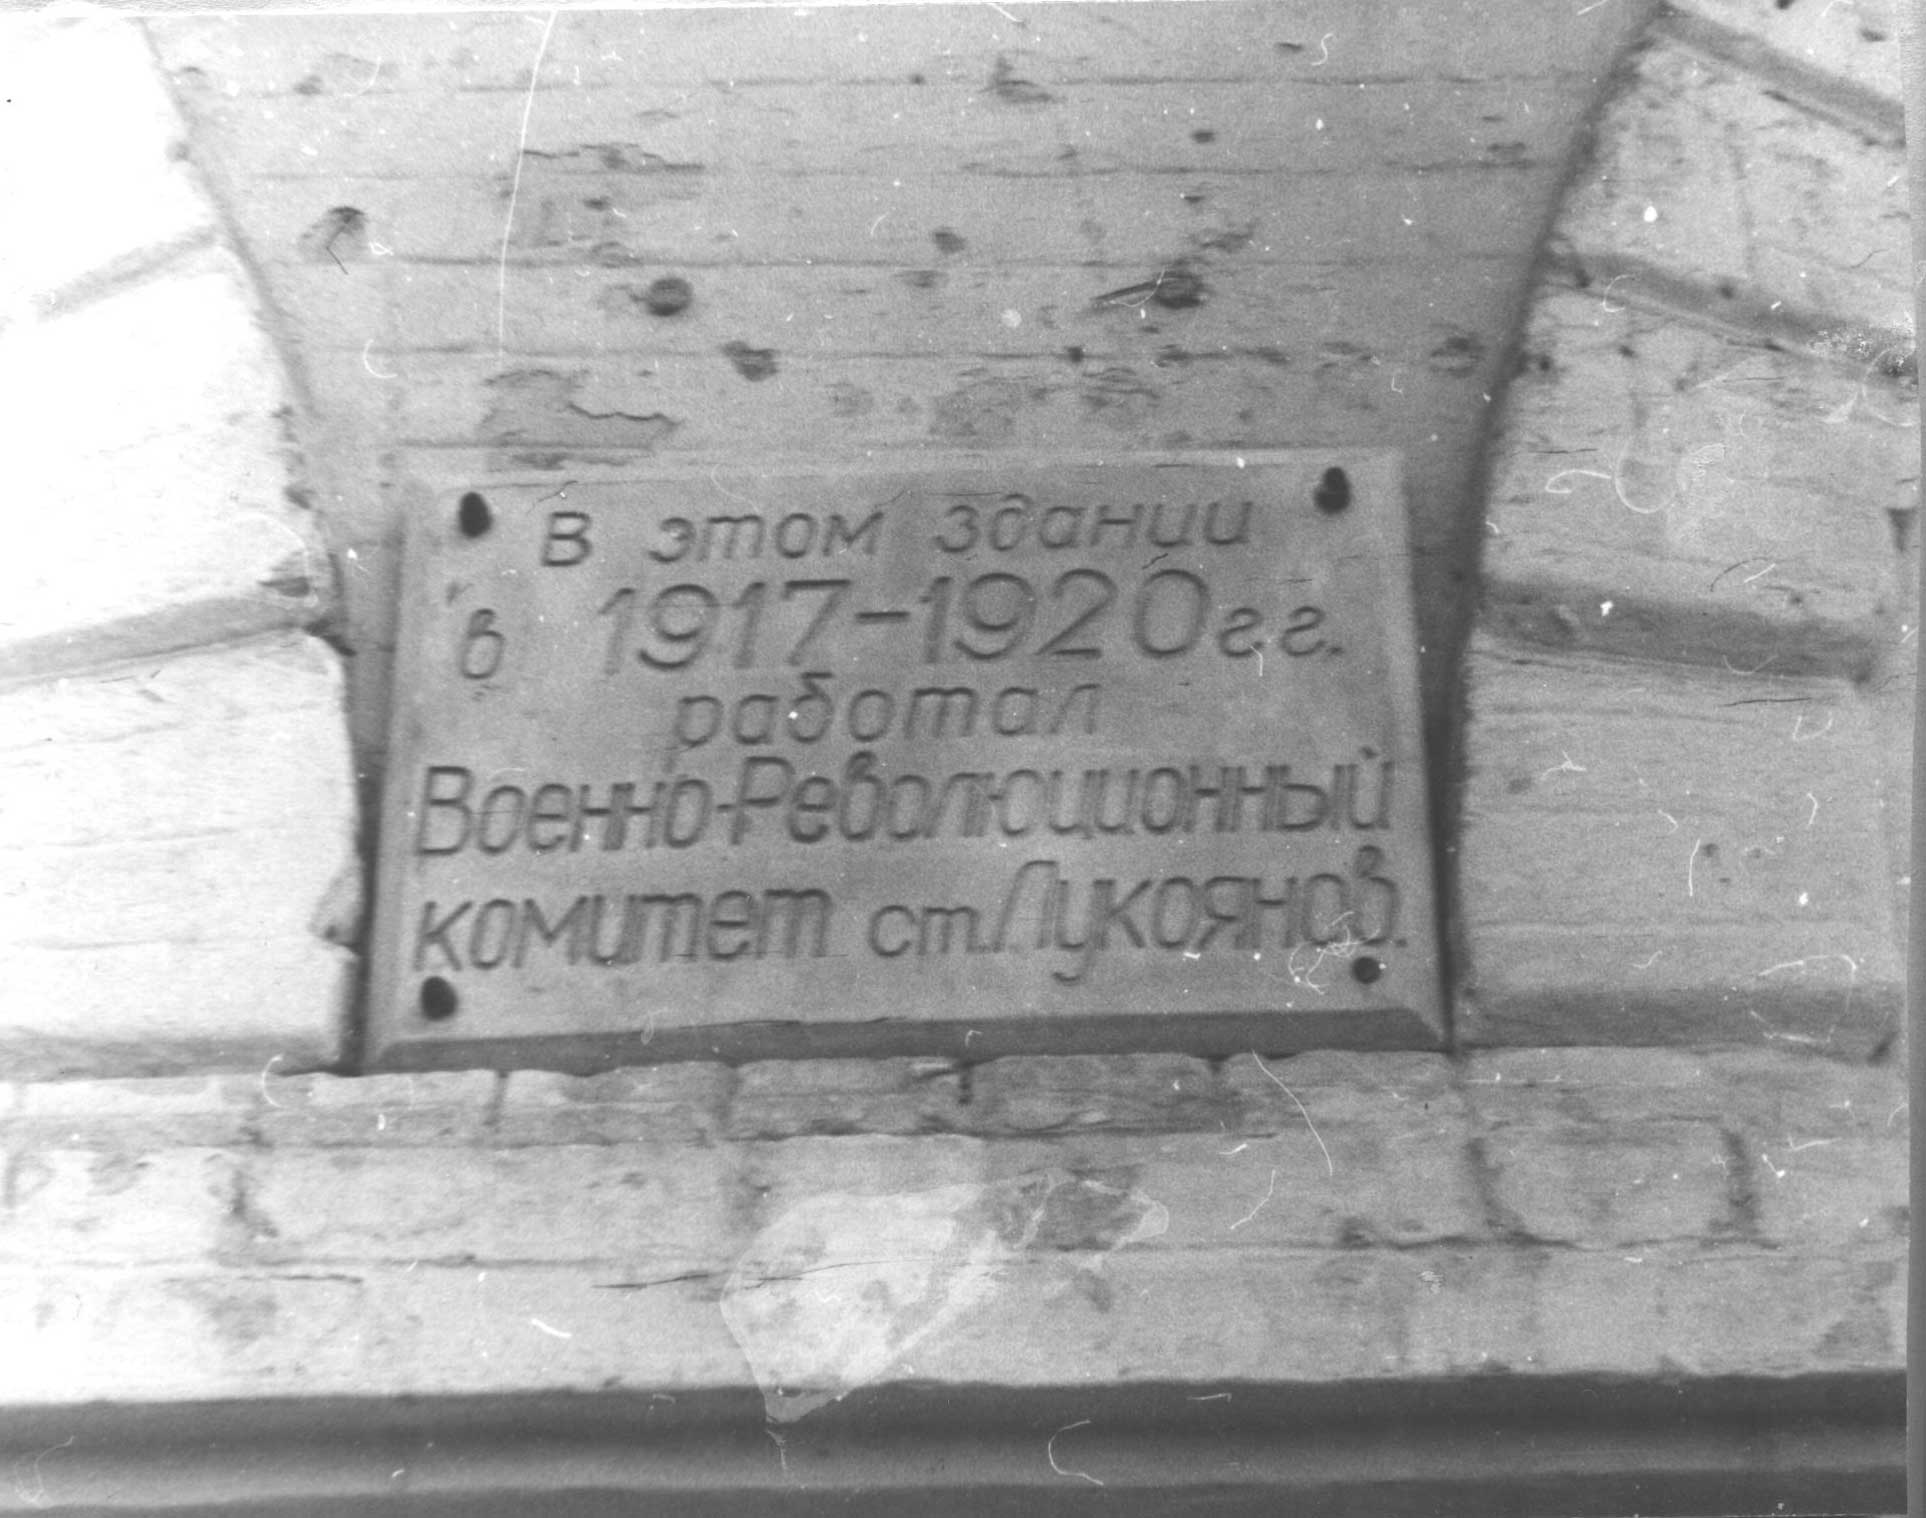 В этом здании
в 1917-1920 г.г.
работал
Военно-Революционный
комитет ст. Лукоянов.